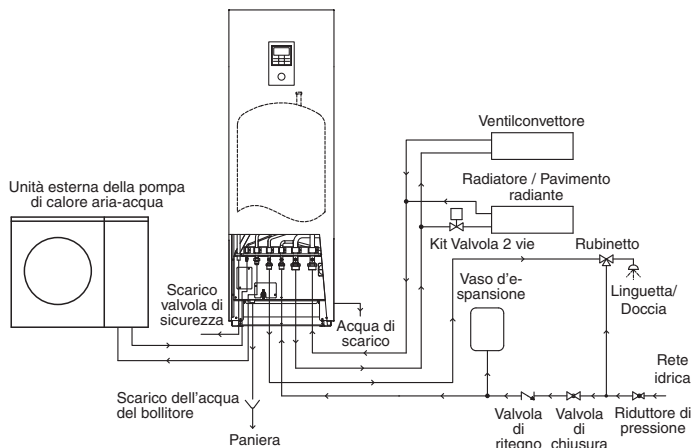 Ventilconvettore
Radiatore / Pavimento
radiante
Unità esterna della pompa
di calore aria-acqua
Kit Valvola 2 vie
Rubinetto
Scarico
valvola di
sicurezza
Vaso d'e-
spansione
Linguetta/
Doccia
Acqua di
scarico
Rete
idrica
Scarico dell'acqua
del bollitore
Valvola
di
ritegno
Valvola
di
chiusura
Riduttore di
pressione
Paniera